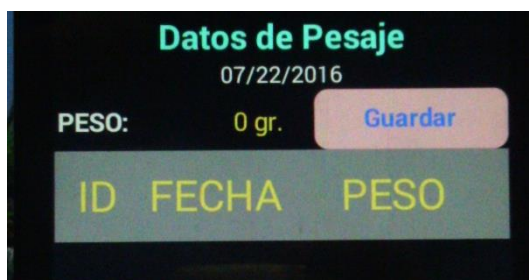 Datos de Pesaje
07/22/2016
PESO: 0 gr. Guardar
ID FECHA PESO